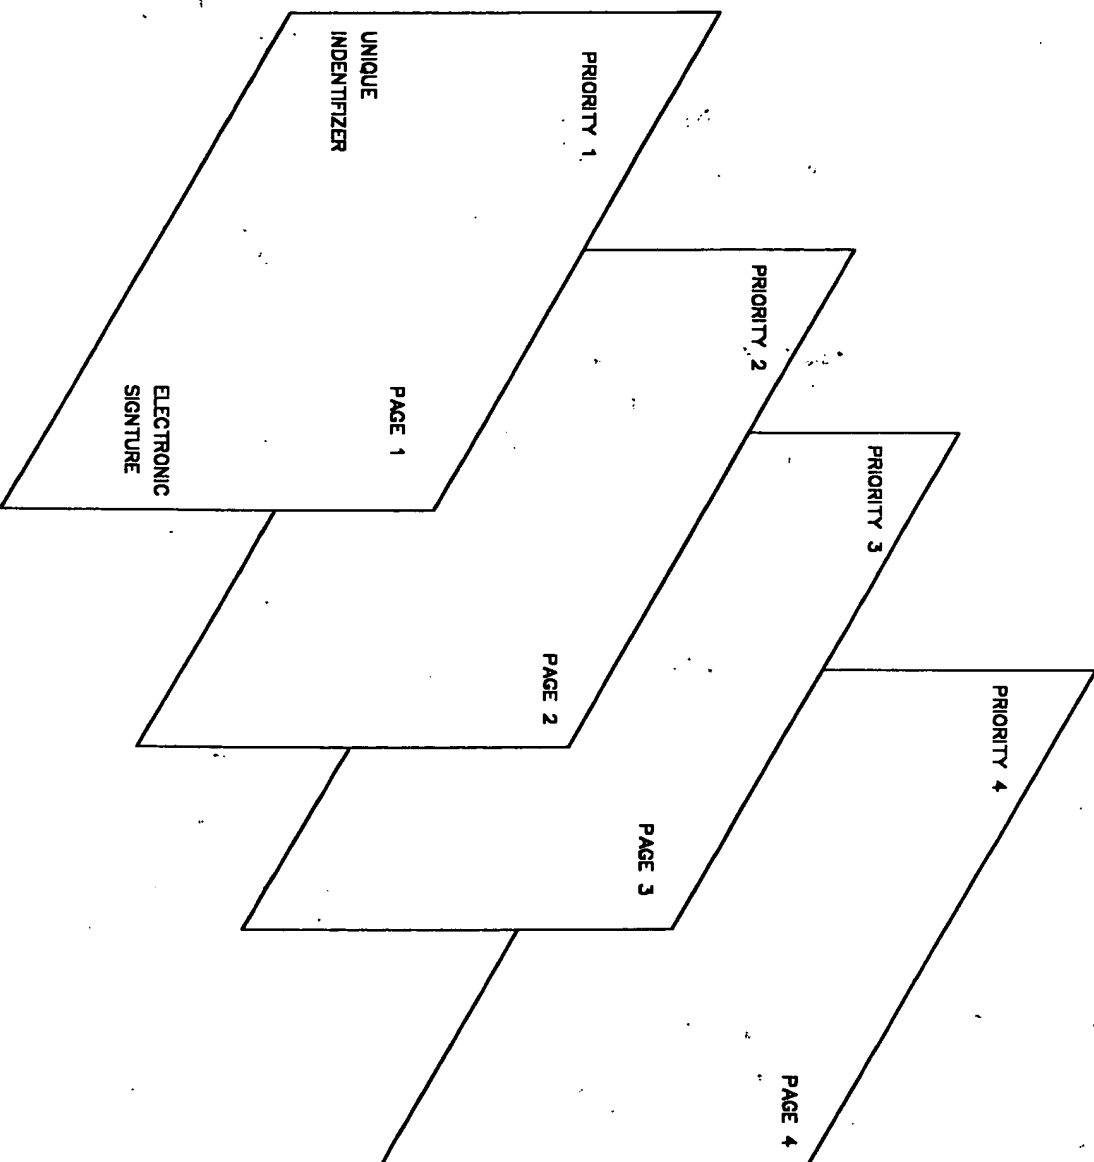 PRIORITY 1
UNIQUE
INDENTIFIZER
PAGE 1
ELECTRONIC
SIGNTURE
PRIORITY 2
PAGE 2
PRIORITY 3
PAGE 3
PRIORITY 4
PAGE 4